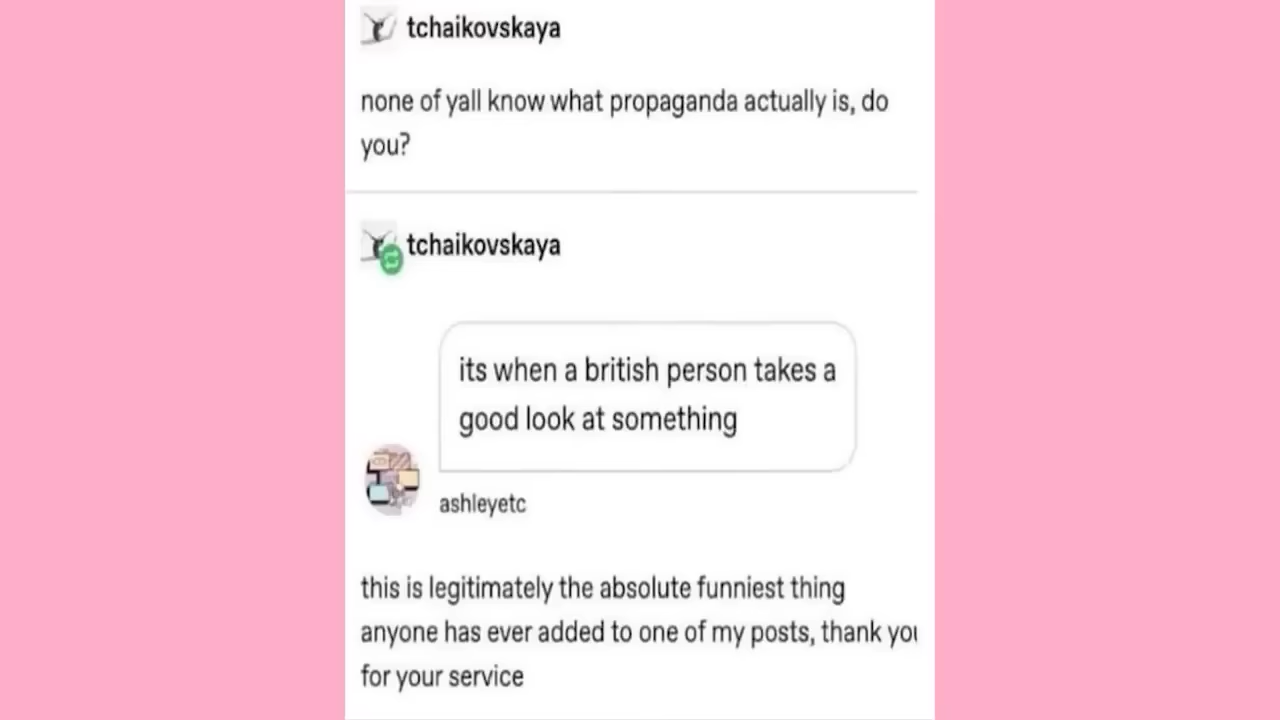 tchaikovskaya
none of yall know what propaganda actually is, do
you?
tchaikovskaya
its when a british person takes a
good look at something
ashleyetc
this is legitimately the absolute funniest thing
anyone has ever added to one of my posts, thank you
for your service